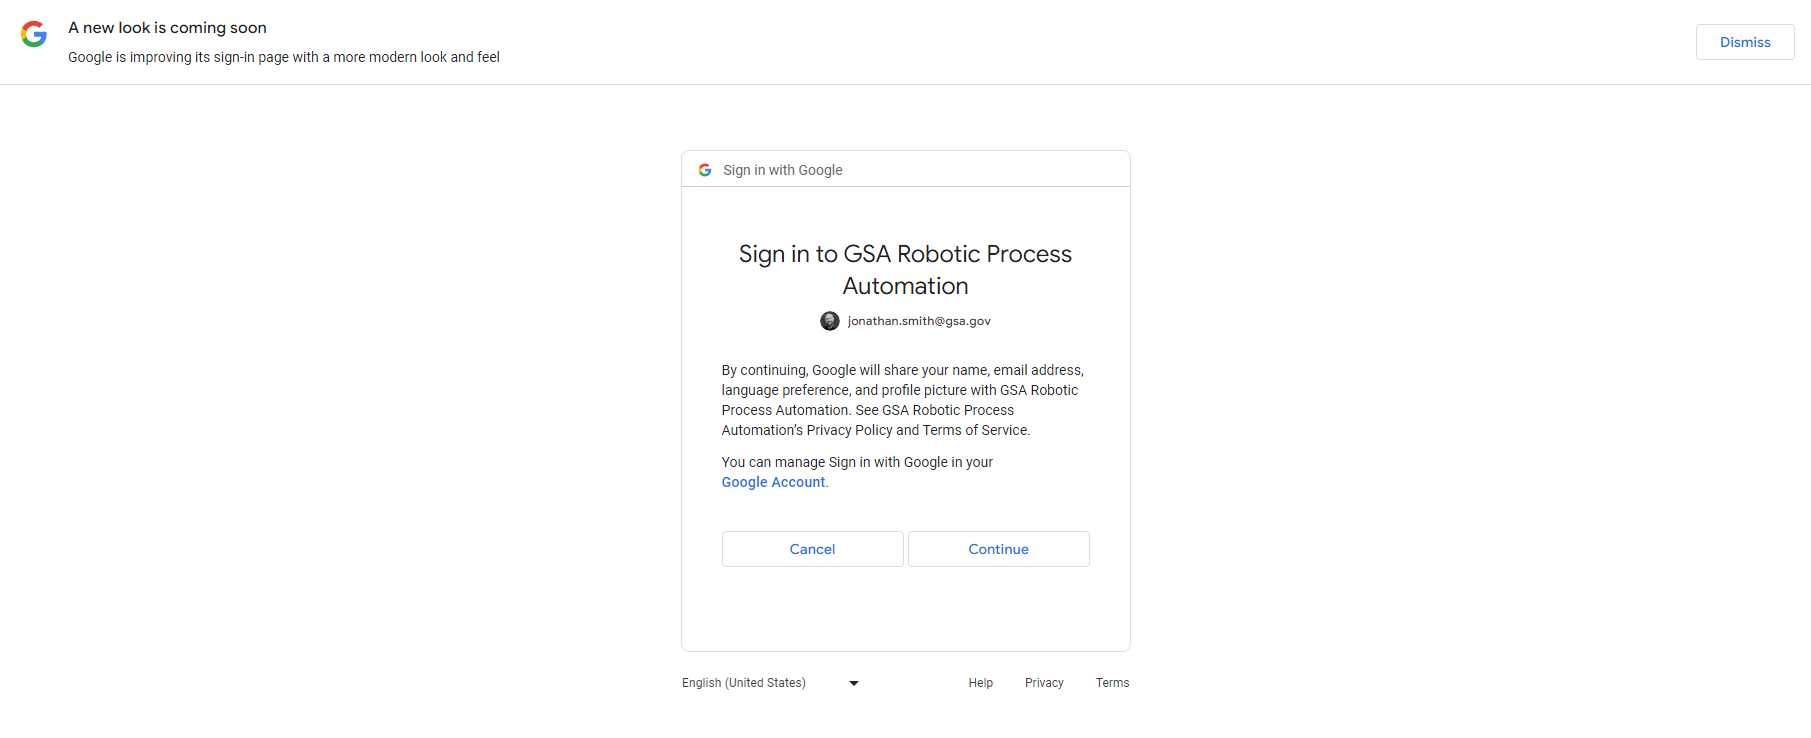 A new look is coming soon
Google is improving its sign-in page with a more modern look and feel
Dismiss
Sign in with Google
Sign in to GSA Robotic Process
Automation
jonathan.smith@gsa.gov
By continuing, Google will share your name, email address,
language preference, and profile picture with GSA Robotic
Process Automation. See GSA Robotic Process
Automation’s Privacy Policy and Terms of Service.
You can manage Sign in with Google in your
Google Account.
Cancel
Continue
English (United States)
Help
Privacy
Terms